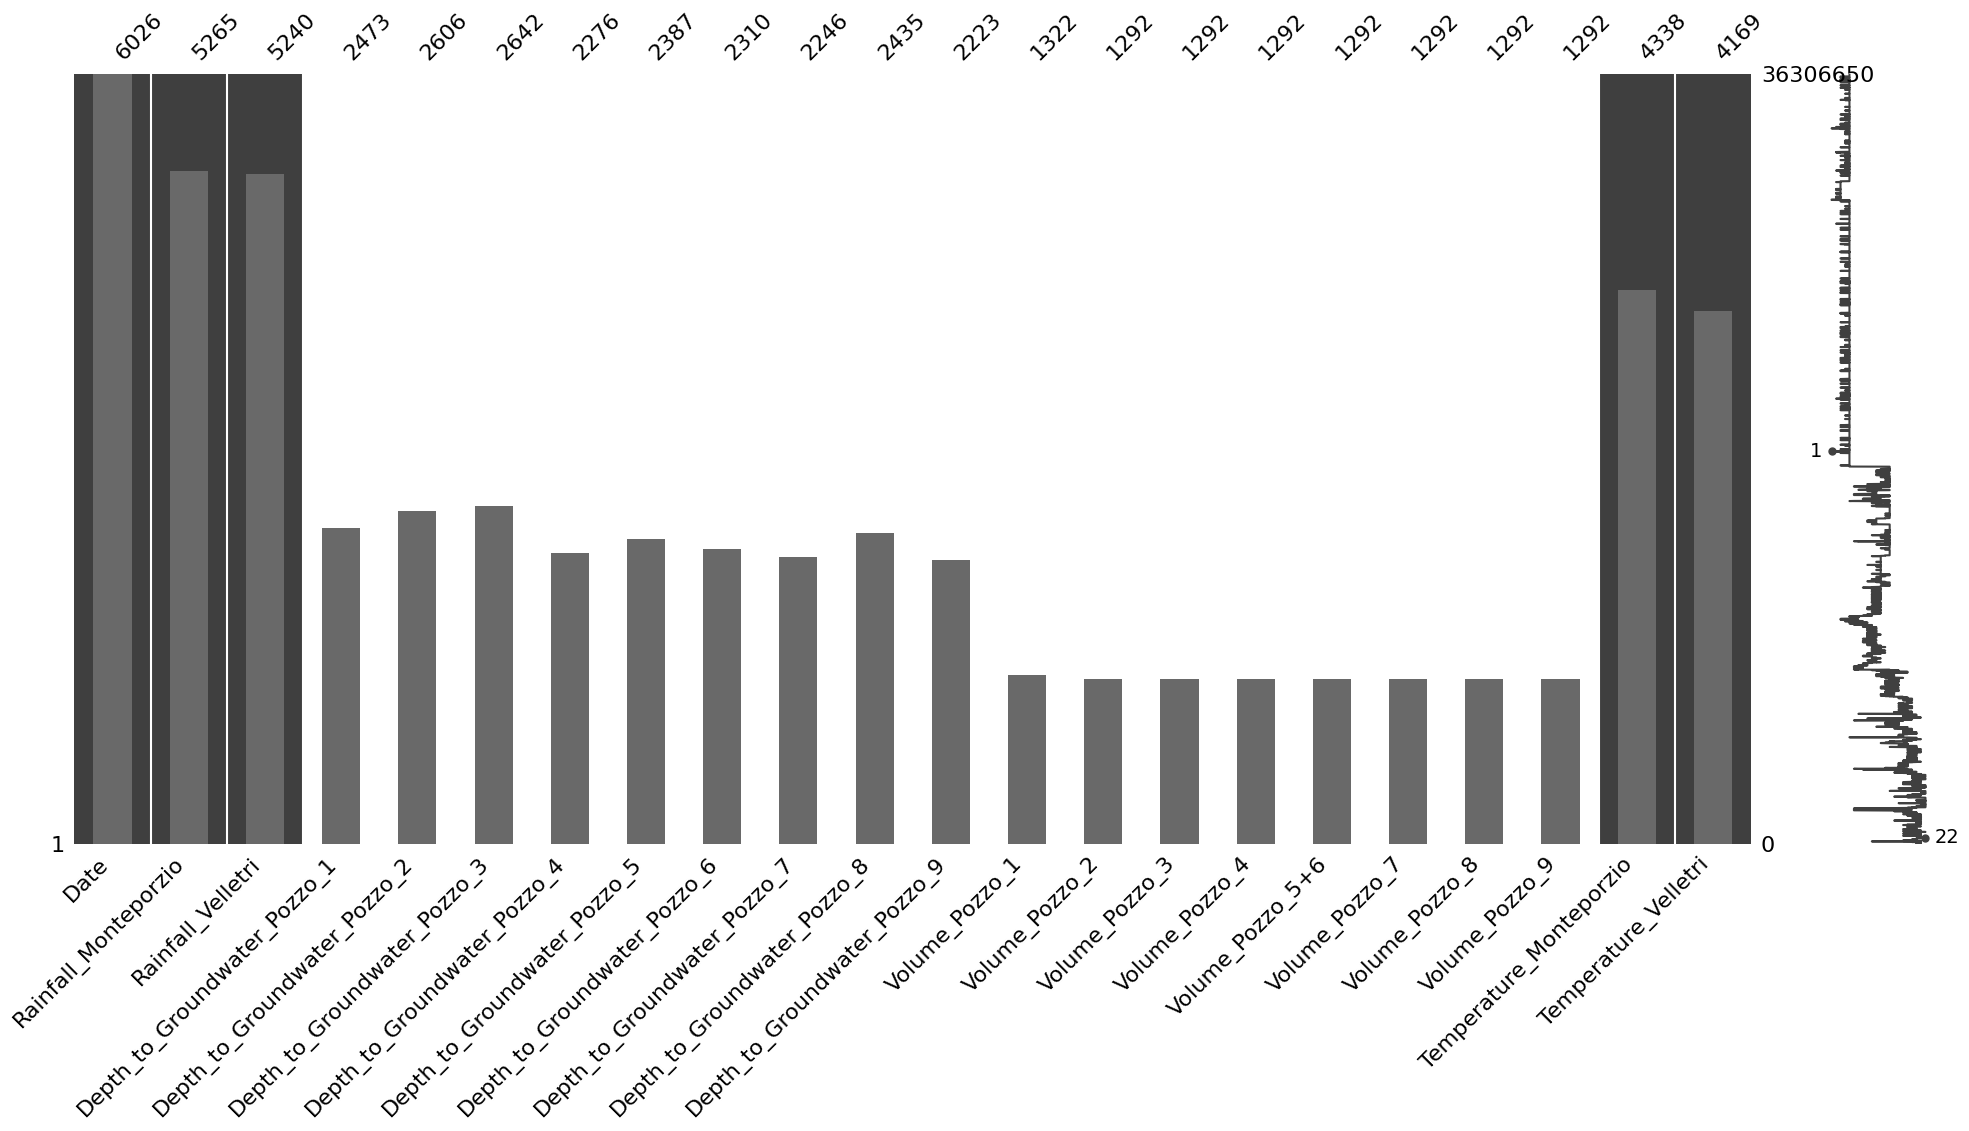 6026
5265
5240
2473
2606
2642
2276
2387
2310
2246
2435
2223
1322
1292
1292
1292
1292
1292
1292
1292
4338
4169
36306650
1
1
0
22
Date
Rainfall_Monteporzio
Rainfall_Velletri
Depth_to_Groundwater_Pozzo_1
Depth_to_Groundwater_Pozzo_2
Depth_to_Groundwater_Pozzo_3
Depth_to_Groundwater_Pozzo_4
Depth_to_Groundwater_Pozzo_5
Depth_to_Groundwater_Pozzo_6
Depth_to_Groundwater_Pozzo_7
Depth_to_Groundwater_Pozzo_8
Depth_to_Groundwater_Pozzo_9
Volume_Pozzo_1
Volume_Pozzo_2
Volume_Pozzo_3
Volume_Pozzo_4
Volume_Pozzo_5+6
Volume_Pozzo_7
Volume_Pozzo_8
Volume_Pozzo_9
Temperature_Monteporzio
Temperature_Velletri